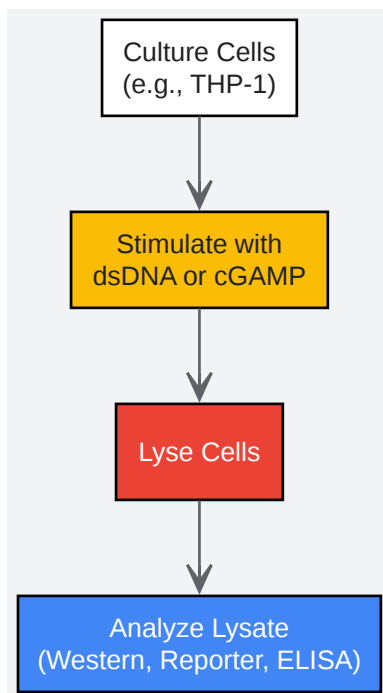 Culture Cells
(e.g., THP-1)
Stimulate with
dsDNA or cGAMP
Lyse Cells
Analyze Lysate
(Western, Reporter, ELISA)